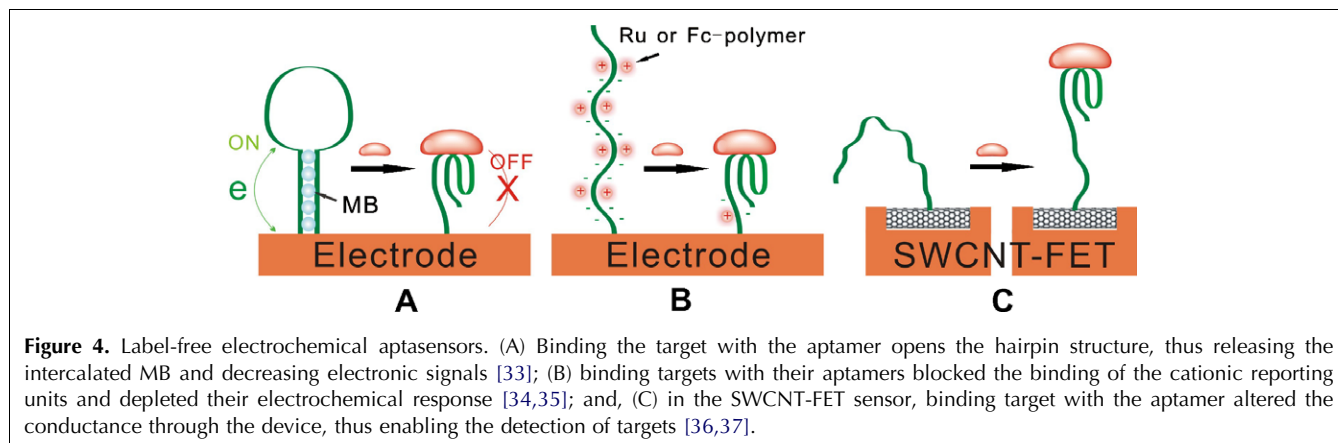 Ru or Fc-polymer
ON
e
MB
OFF
X
Electrode
A
Electrode
B
SWCNT-FET
C
Figure 4. Label-free electrochemical aptasensors. (A) Binding the target with the aptamer opens the hairpin structure, thus releasing the
intercalated MB and decreasing electronic signals [33]; (B) binding targets with their aptamers blocked the binding of the cationic reporting
units and depleted their electrochemical response [34,35]; and, (C) in the SWCNT-FET sensor, binding target with the aptamer altered the
conductance through the device, thus enabling the detection of targets [36,37].